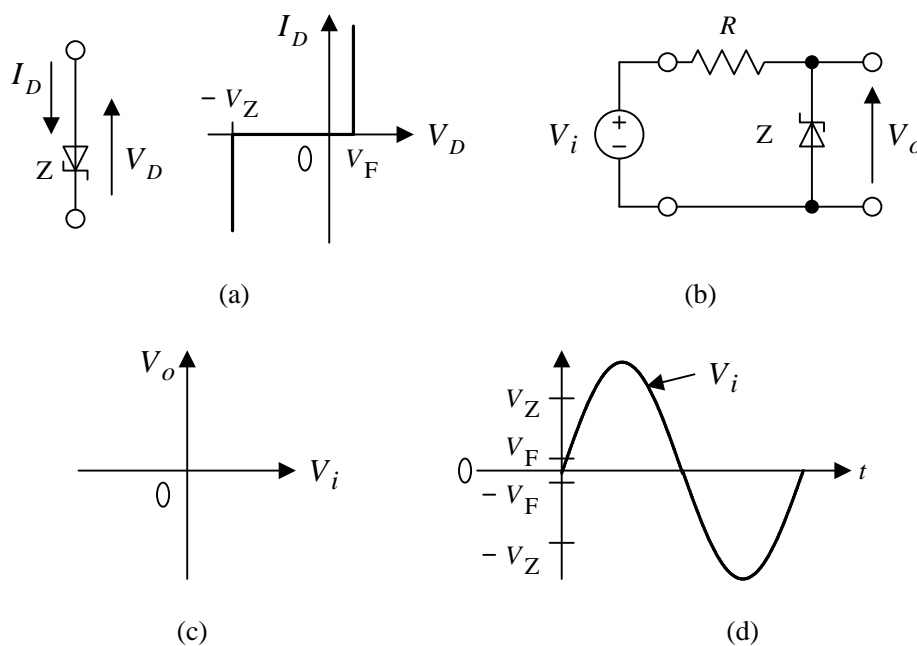 I_D
Z
V_D
I_D
− V_Z
0
V_F
V_D
(a)
R
V_i
+
−
Z
V_o
(b)
V_o
0
V_i
(c)
V_Z
V_F
0
− V_F
− V_Z
V_i
t
(d)